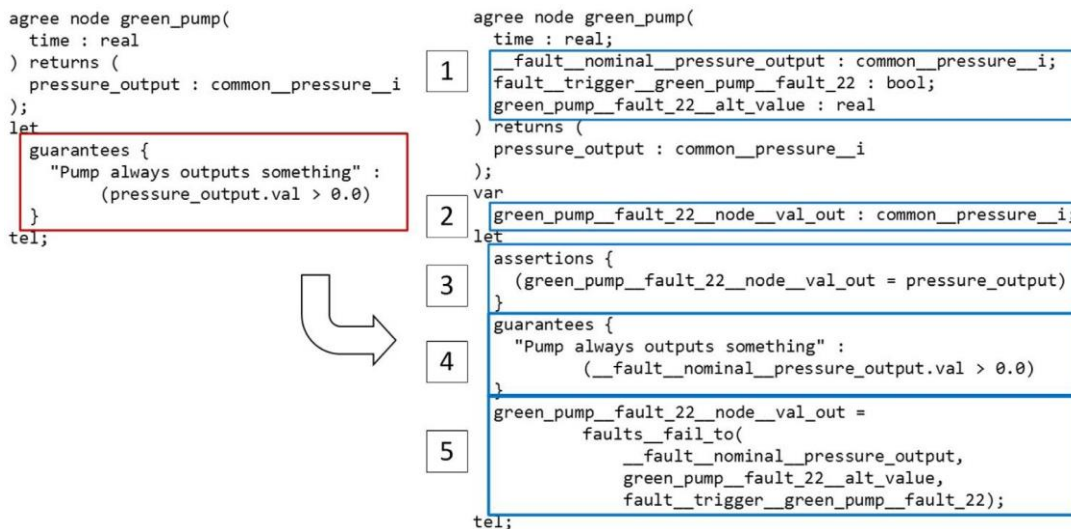 agree node green_pump(
time : real
) returns (
pressure_output : common__pressure__i
);
let
guarantees {
"Pump always outputs something" :
(pressure_output.val > 0.0)
}
tel;
agree node green_pump(
time : real;
1
__fault__nominal__pressure_output : common__pressure__i;
fault__trigger__green_pump__fault_22 : bool;
green_pump__fault_22__alt_value : real
) returns (
pressure_output : common__pressure__i
);
var
2
green_pump__fault_22__node__val_out : common__pressure__i;
let
3
assertions {
(green_pump__fault_22__node__val_out = pressure_output)
}
4
guarantees {
"Pump always outputs something" :
(__fault__nominal__pressure_output.val > 0.0)
}
5
green_pump__fault_22__node__val_out =
faults__fail_to(
__fault__nominal__pressure_output,
green_pump__fault_22__alt_value,
fault__trigger__green_pump__fault_22);
tel;